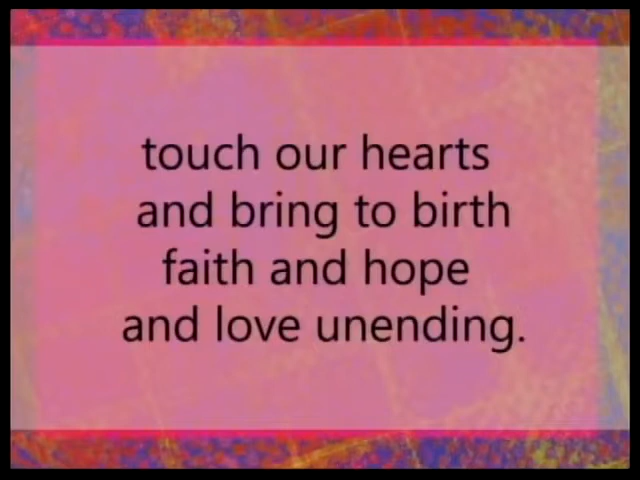 touch our hearts
and bring to birth
faith and hope
and love unending.